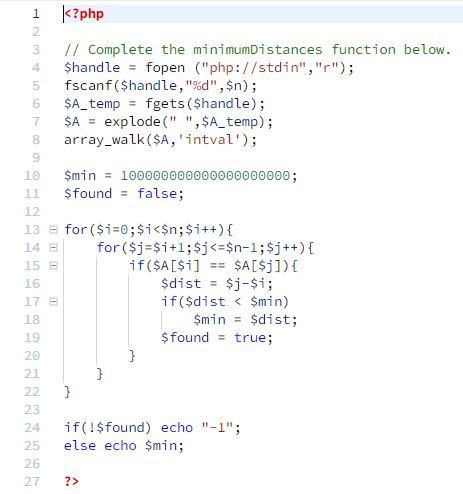 1 <?php
2
3 // Complete the minimumDistances function below.
4 $handle = fopen ("php://stdin","r");
5 fscanf($handle,"%d",$n);
6 $A_temp = fgets($handle);
7 $A = explode(" ",$A_temp);
8 array_walk($A,'intval');
9
10 $min = 100000000000000000000;
11 $found = false;
12
13 for($i=0;$i<$n;$i++){
14     for($j=$i+1;$j<=$n-1;$j++){
15         if($A[$i] == $A[$j]){
16             $dist = $j-$i;
17             if($dist < $min)
18                 $min = $dist;
19             $found = true;
20         }
21     }
22 }
23
24 if(!$found) echo "-1";
25 else echo $min;
26
27 ?>